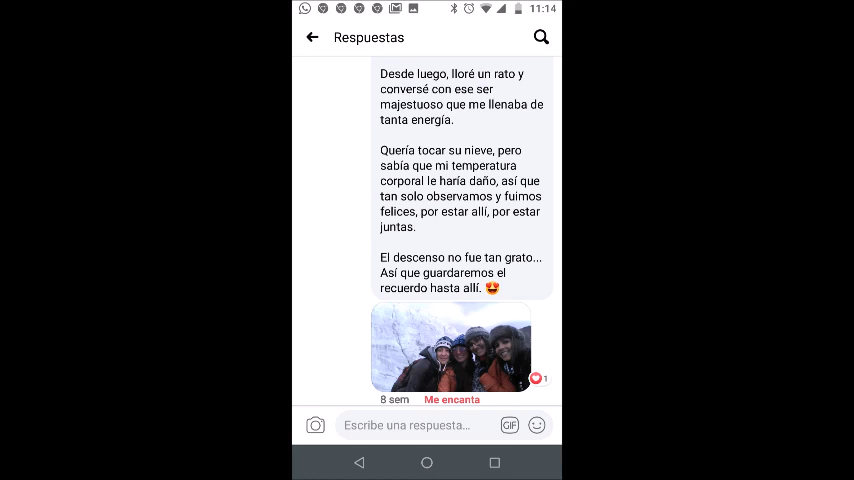 11:14
Respuestas
Desde luego, lloré un rato y
conversé con ese ser
majestuoso que me llenaba de
tanta energía.
Quería tocar su nieve, pero
sabía que mi temperatura
corporal le haría daño, así que
tan solo observamos y fuimos
felices, por estar allí, por estar
juntas.
El descenso no fue tan grato...
Así que guardaremos el
recuerdo hasta allí. 😍
1
8 sem Me encanta
Escribe una respuesta... GIF